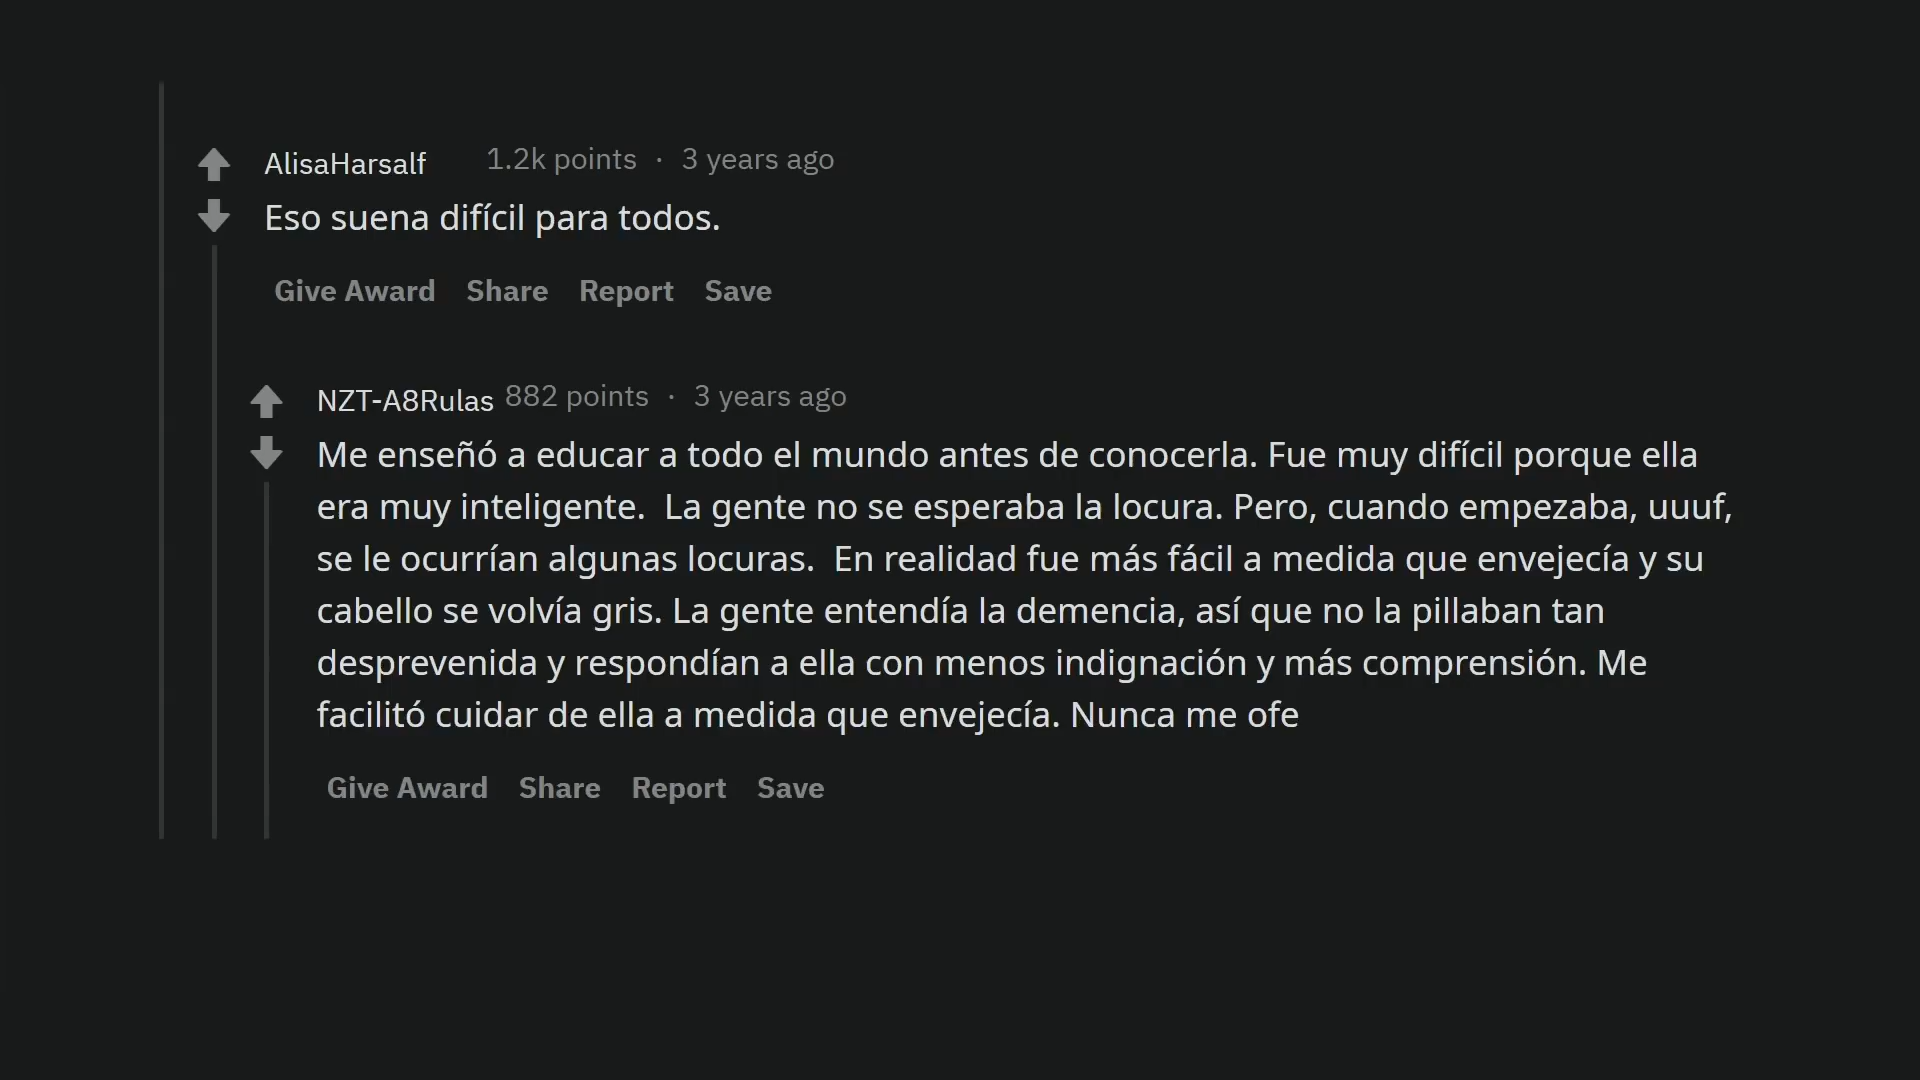 AlisaHarsalf 1.2k points · 3 years ago
Eso suena difícil para todos.
Give Award Share Report Save
NZT-A8Rulas 882 points · 3 years ago
Me enseñó a educar a todo el mundo antes de conocerla. Fue muy difícil porque ella
era muy inteligente.  La gente no se esperaba la locura. Pero, cuando empezaba, uuuf,
se le ocurrían algunas locuras.  En realidad fue más fácil a medida que envejecía y su
cabello se volvía gris. La gente entendía la demencia, así que no la pillaban tan
desprevenida y respondían a ella con menos indignación y más comprensión. Me
facilitó cuidar de ella a medida que envejecía. Nunca me ofe
Give Award Share Report Save